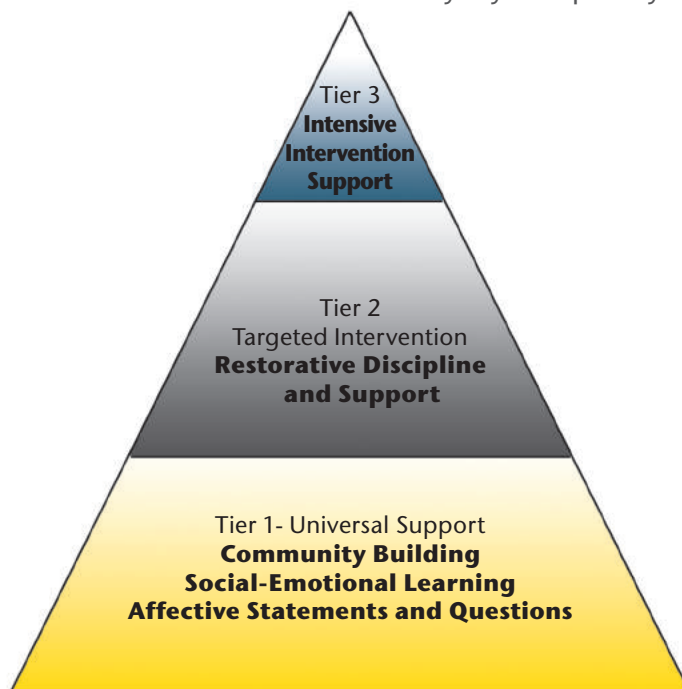 Tier 3
Intensive
Intervention
Support
Tier 2
Targeted Intervention
Restorative Discipline
and Support
Tier 1- Universal Support
Community Building
Social-Emotional Learning
Affective Statements and Questions